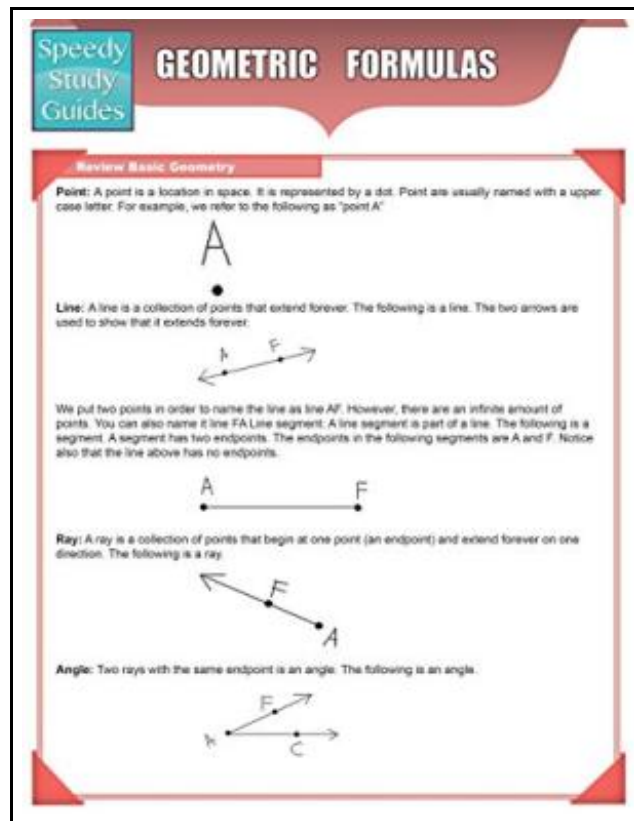 Speedy
Study
Guides
GEOMETRIC FORMULAS
Review Basic Geometry
Point: A point is a location in space. It is represented by a dot. Point are usually named with a upper
case letter. For example, we refer to the following as "point A"
A
Line: A line is a collection of points that extend forever. The following is a line. The two arrows are
used to show that it extends forever.
A F
We put two points in order to name the line as line AF. However, there are an infinite amount of
points. You can also name it line FA Line segment: A line segment is part of a line. The following is a
segment. A segment has two endpoints. The endpoints in the following segments are A and F. Notice
also that the line above has no endpoints.
A F
Ray: A ray is a collection of points that begin at one point (an endpoint) and extend forever on one
direction. The following is a ray.
F
A
Angle: Two rays with the same endpoint is an angle. The following is an angle.
F
A
C